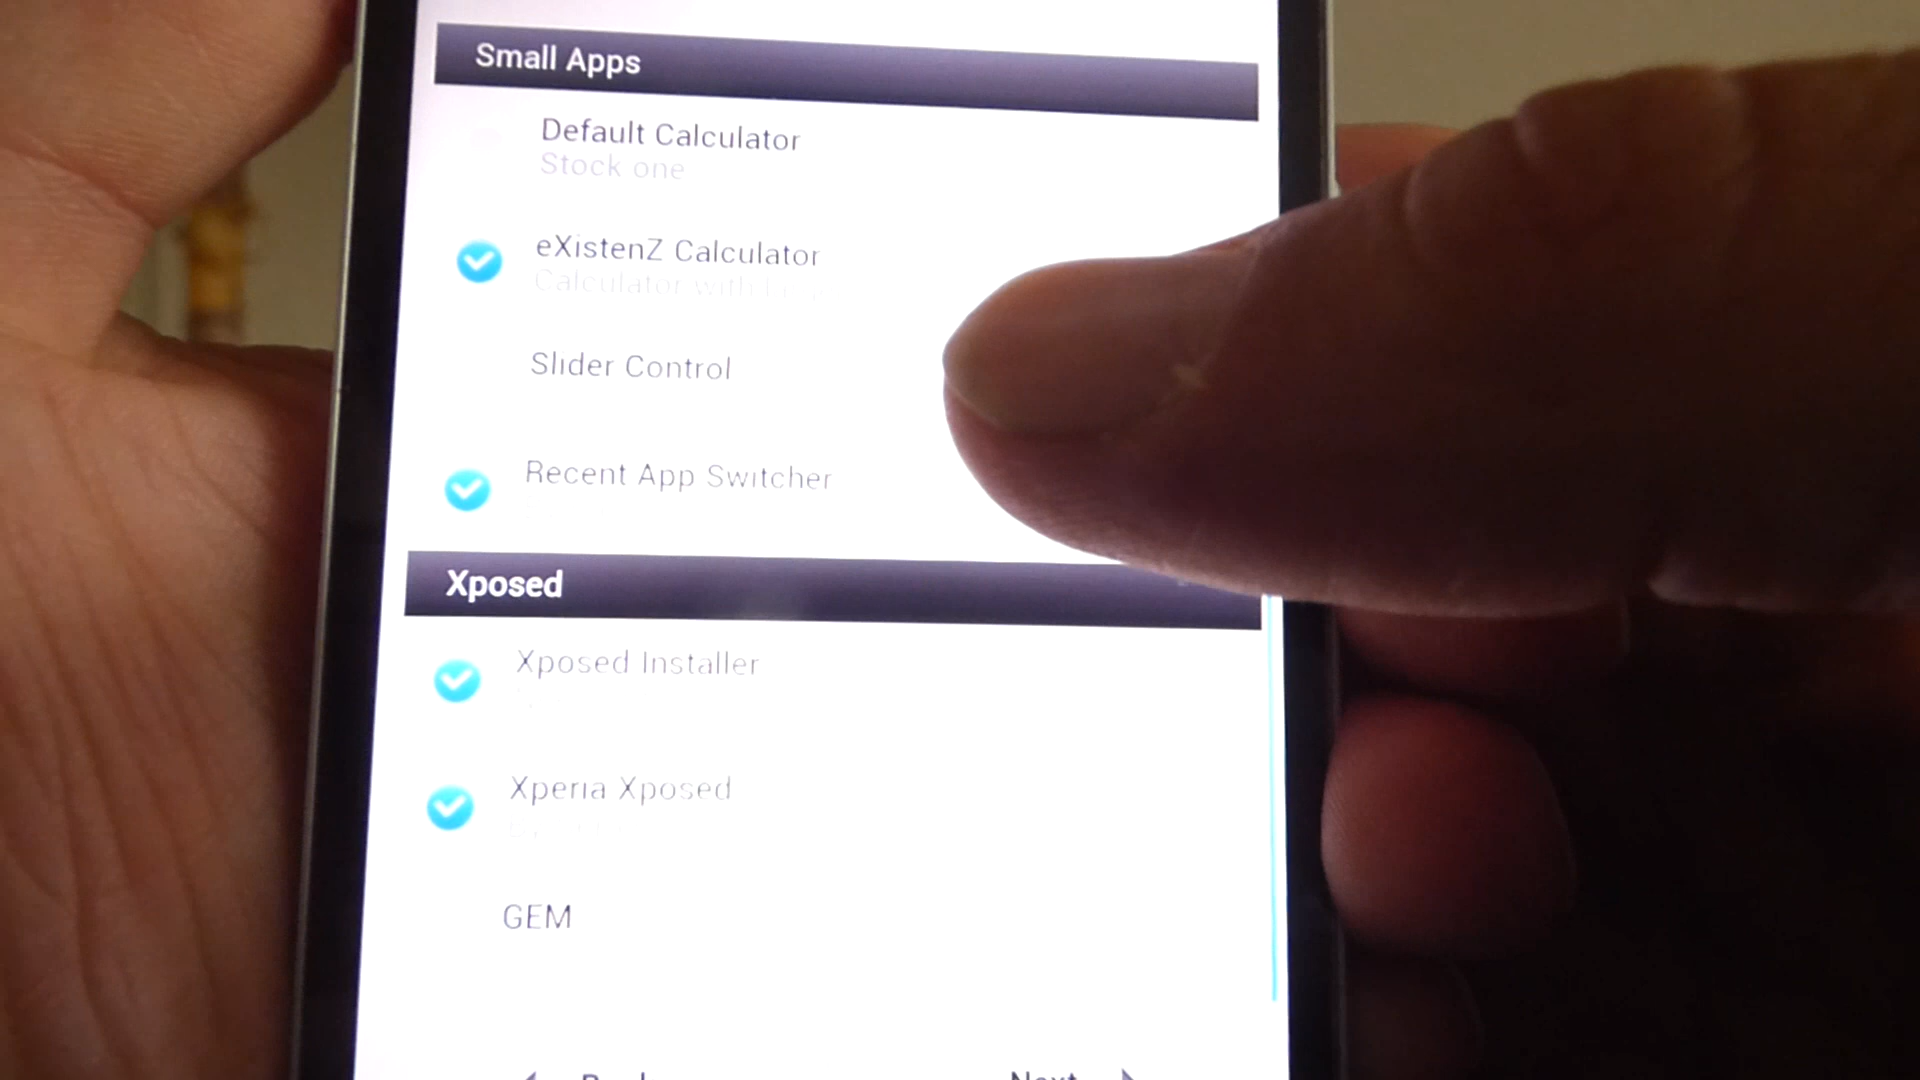 Small Apps
Default Calculator
Stock one
eXistenZ Calculator
Calculator with
Slider Control
Recent App Switcher
Xposed
Xposed Installer
Xperia Xposed
GEM
Next